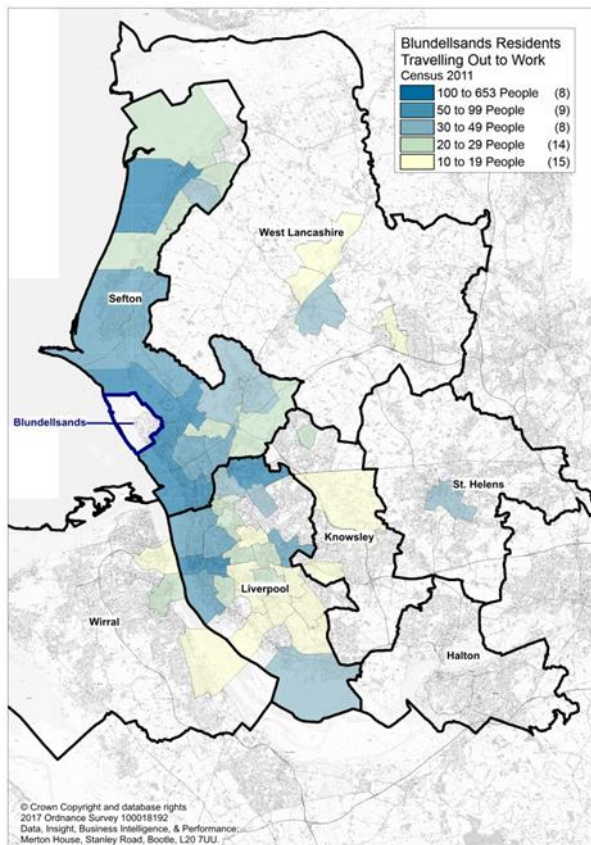 Blundellsands Residents
Travelling Out to Work
Census 2011
100 to 653 People (8)
50 to 99 People (9)
30 to 49 People (8)
20 to 29 People (14)
10 to 19 People (15)
West Lancashire
Sefton
Blundellsands
St. Helens
Knowsley
Liverpool
Wirral
Halton
© Crown Copyright and database rights
2017 Ordnance Survey 100018192
Data, Insight, Business Intelligence, & Performance.
Merton House, Stanley Road, Bootle, L20 7UU.